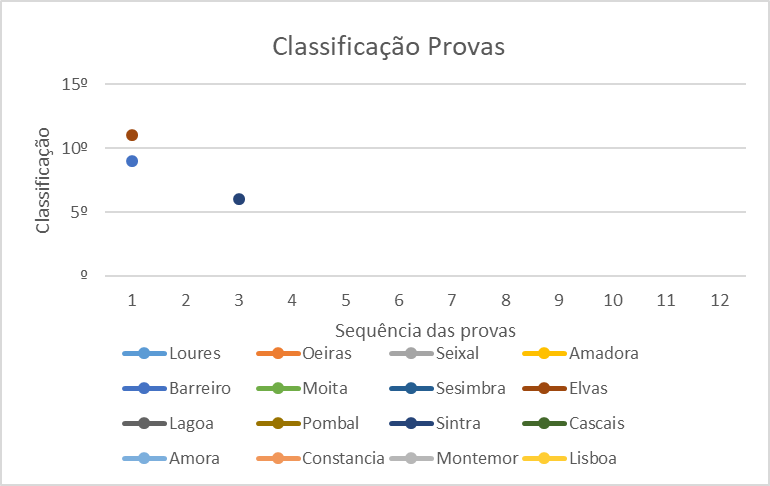 Classificação Provas
15º
10º
5º
º
Classificação
1 2 3 4 5 6 7 8 9 10 11 12
Sequência das provas
Loures Oeiras Seixal Amadora
Barreiro Moita Sesimbra Elvas
Lagoa Pombal Sintra Cascais
Amora Constancia Montemor Lisboa